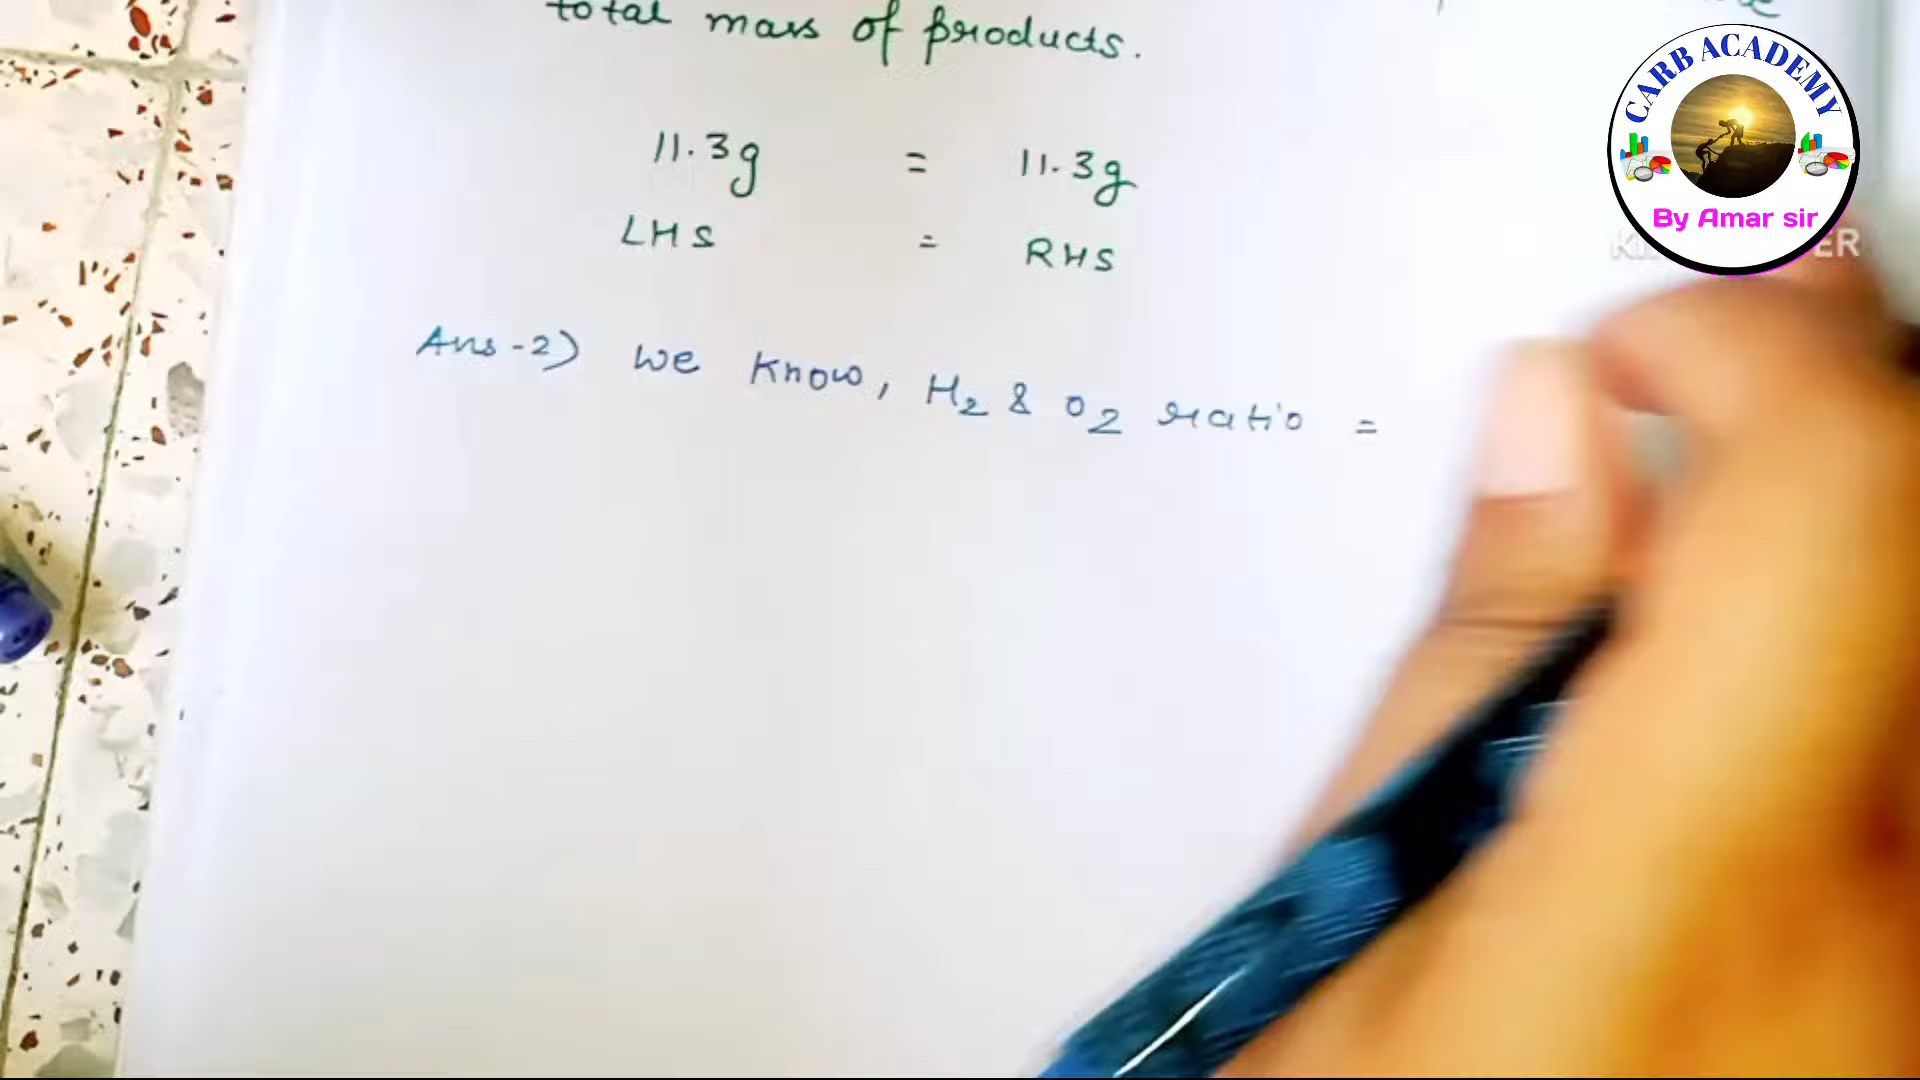 total mass of products.
11.3g = 11.3g
LHS = RHS
Ans-2) We know, H₂ & O₂ ratio =
CARB ACADEMY
By Amar sir